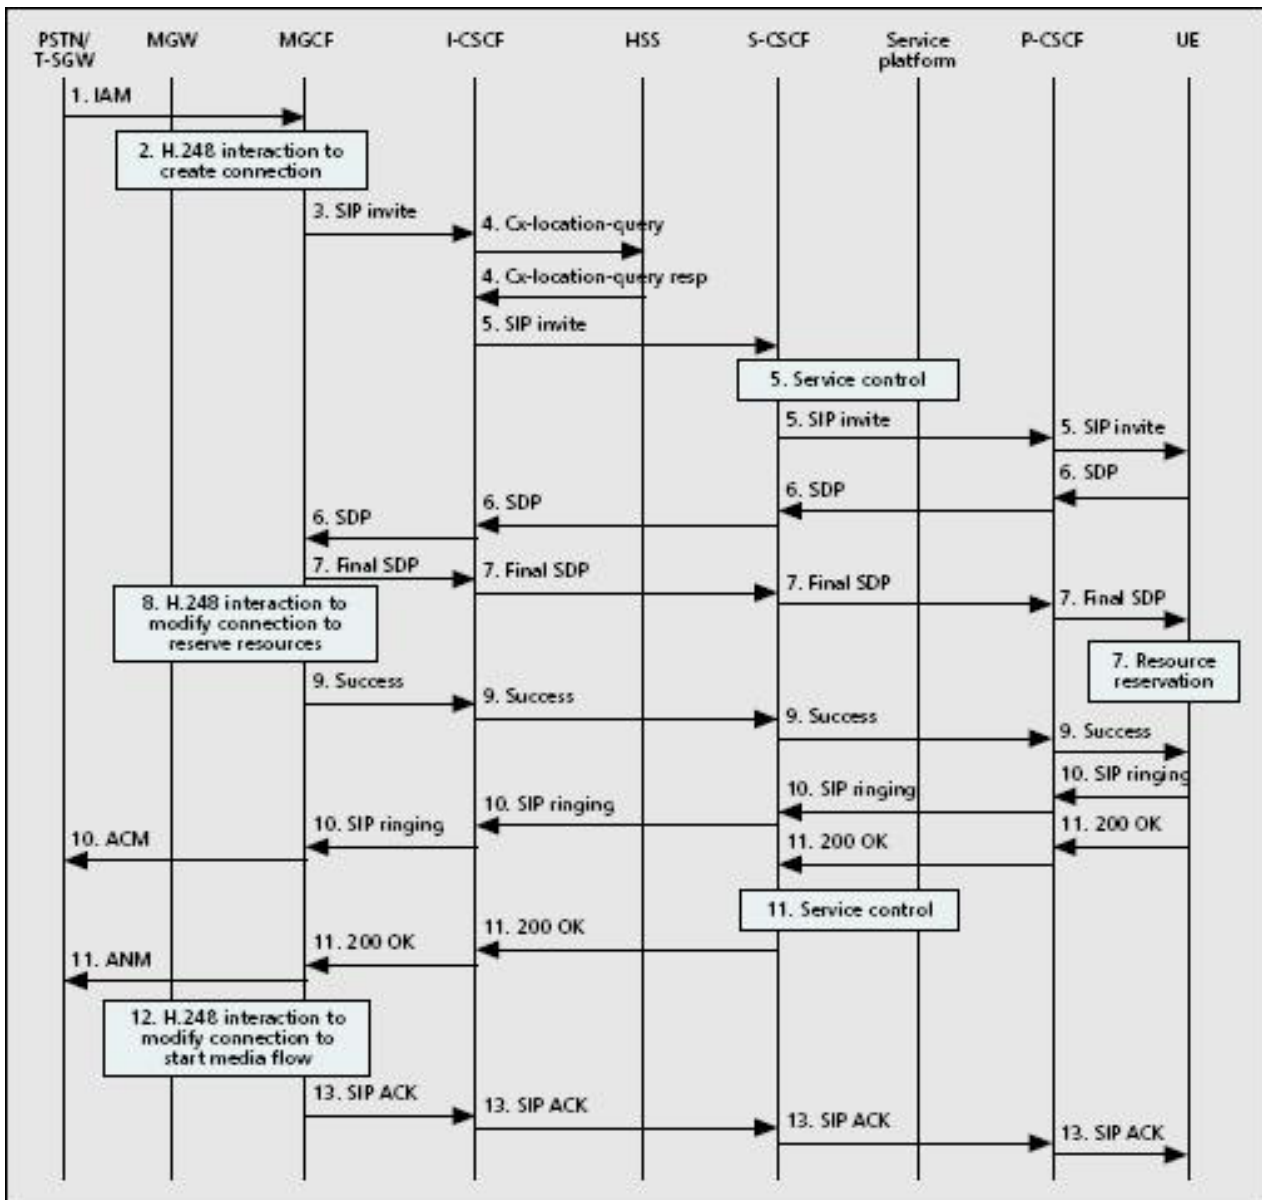 PSTN/
T-SGW
MGW
MGCF
I-CSCF
HSS
S-CSCF
Service
platform
P-CSCF
UE
1. IAM
2. H.248 interaction to
create connection
3. SIP invite
4. Cx-location-query
4. Cx-location-query resp
5. SIP invite
5. Service control
5. SIP invite
5. SIP invite
6. SDP
6. SDP
6. SDP
6. SDP
7. Final SDP
7. Final SDP
7. Final SDP
7. Final SDP
8. H.248 interaction to
modify connection to
reserve resources
7. Resource
reservation
9. Success
9. Success
9. Success
9. Success
10. SIP ringing
10. SIP ringing
10. SIP ringing
10. SIP ringing
10. ACM
11. 200 OK
11. 200 OK
11. Service control
11. 200 OK
11. 200 OK
11. ANM
12. H.248 interaction to
modify connection to
start media flow
13. SIP ACK
13. SIP ACK
13. SIP ACK
13. SIP ACK